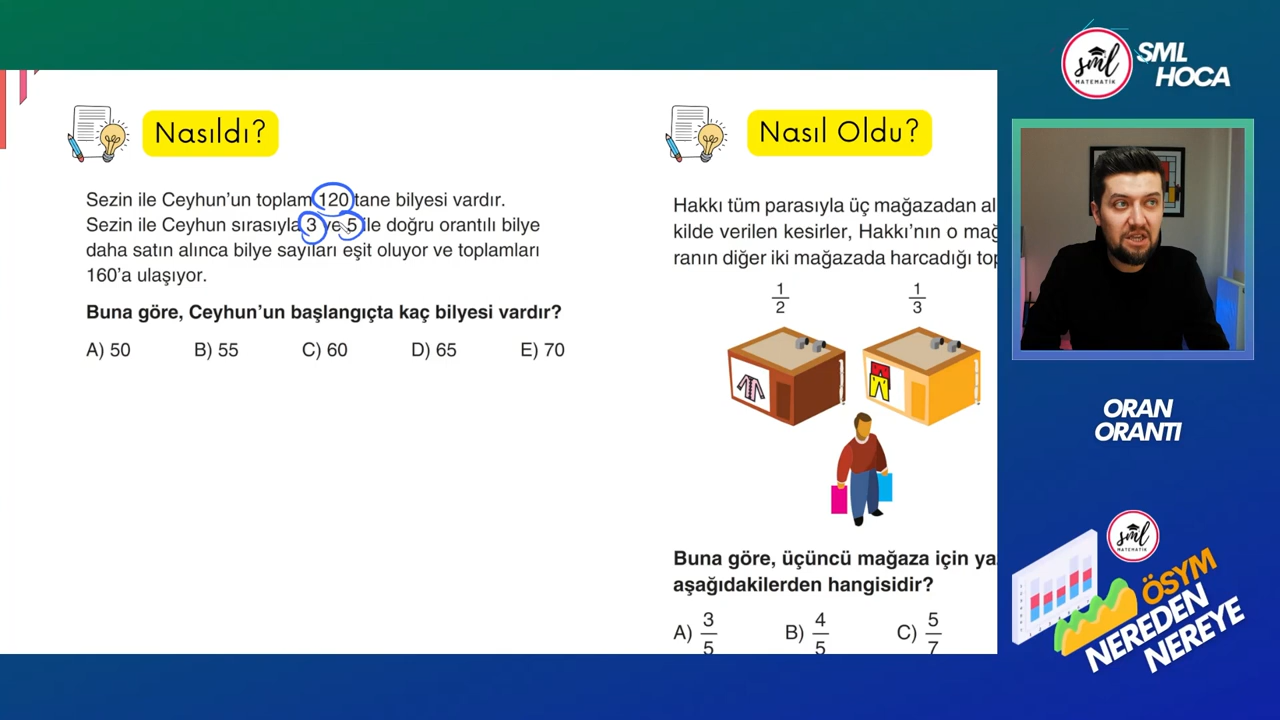 Nasıldı?
Sezin ile Ceyhun'un toplam 120 tane bilyesi vardır.
Sezin ile Ceyhun sırasıyla 3 ve 5 ile doğru orantılı bilye
daha satın alınca bilye sayıları eşit oluyor ve toplamları
160'a ulaşıyor.
Buna göre, Ceyhun'un başlangıçta kaç bilyesi vardır?
A) 50 B) 55 C) 60 D) 65 E) 70
Nasıl Oldu?
Hakkı tüm parasıyla üç mağazadan al
kilde verilen kesirler, Hakkı'nın o mağ
ranın diğer iki mağazada harcadığı top
1/2 1/3
Buna göre, üçüncü mağaza için ya
aşağıdakilerden hangisidir?
A) 3/5 B) 4/5 C) 5/7
sml
MATEMATİK
SML
HOCA
ORAN
ORANTI
sml
MATEMATİK
ÖSYM
NEREDEN
NEREYE